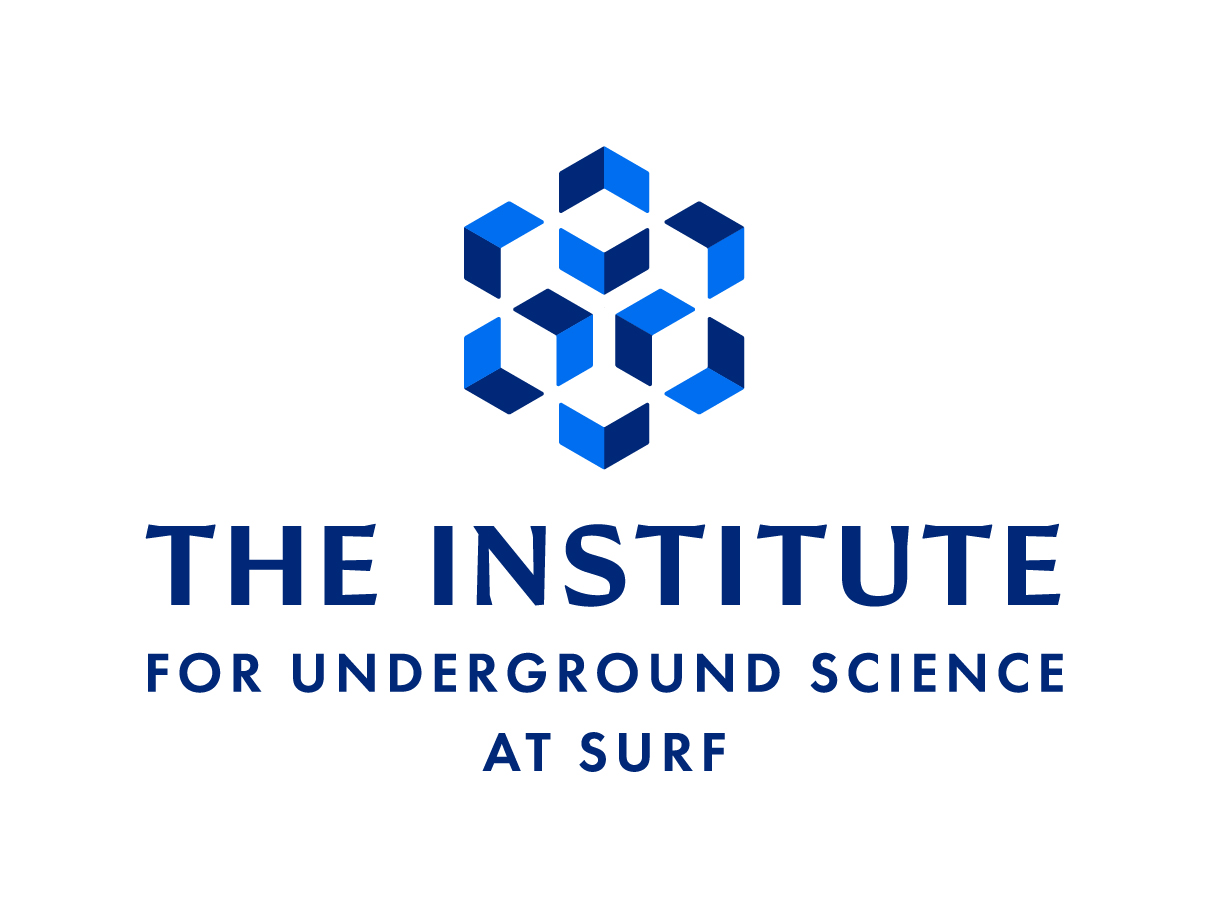 THE INSTITUTE
FOR UNDERGROUND SCIENCE
AT SURF